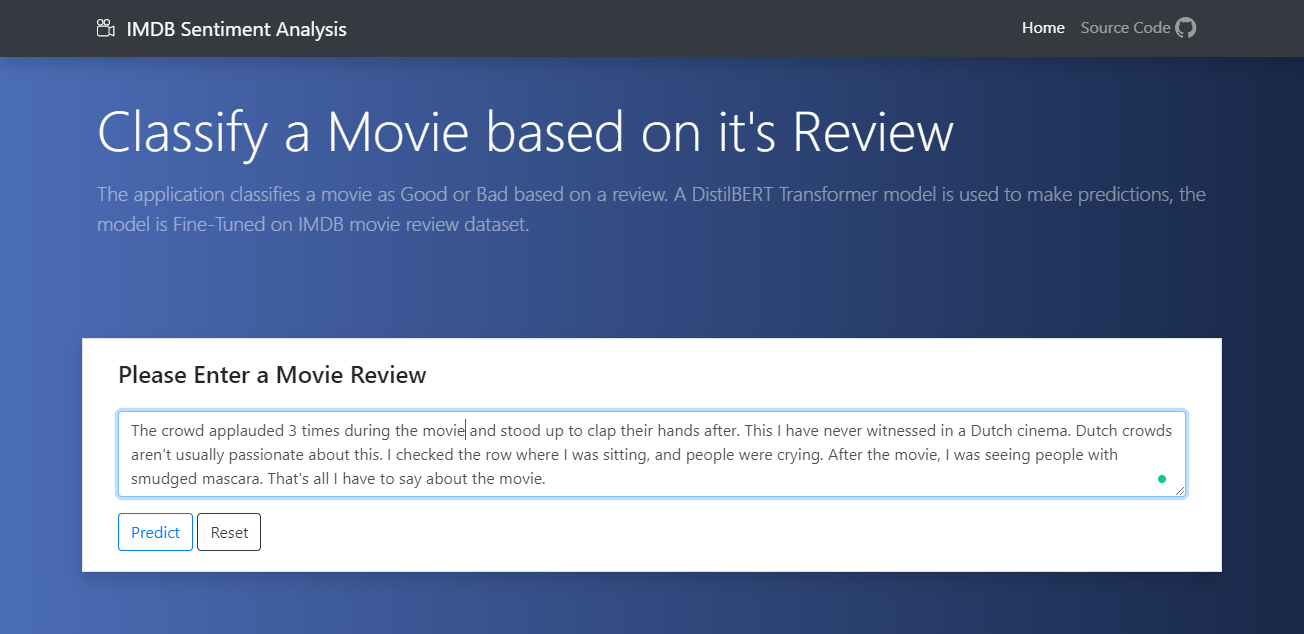 IMDB Sentiment Analysis
Home
Source Code
Classify a Movie based on it's Review
The application classifies a movie as Good or Bad based on a review. A DistilBERT Transformer model is used to make predictions, the
model is Fine-Tuned on IMDB movie review dataset.
Please Enter a Movie Review
The crowd applauded 3 times during the movie and stood up to clap their hands after. This I have never witnessed in a Dutch cinema. Dutch crowds
aren't usually passionate about this. I checked the row where I was sitting, and people were crying. After the movie, I was seeing people with
smudged mascara. That's all I have to say about the movie.
Predict
Reset